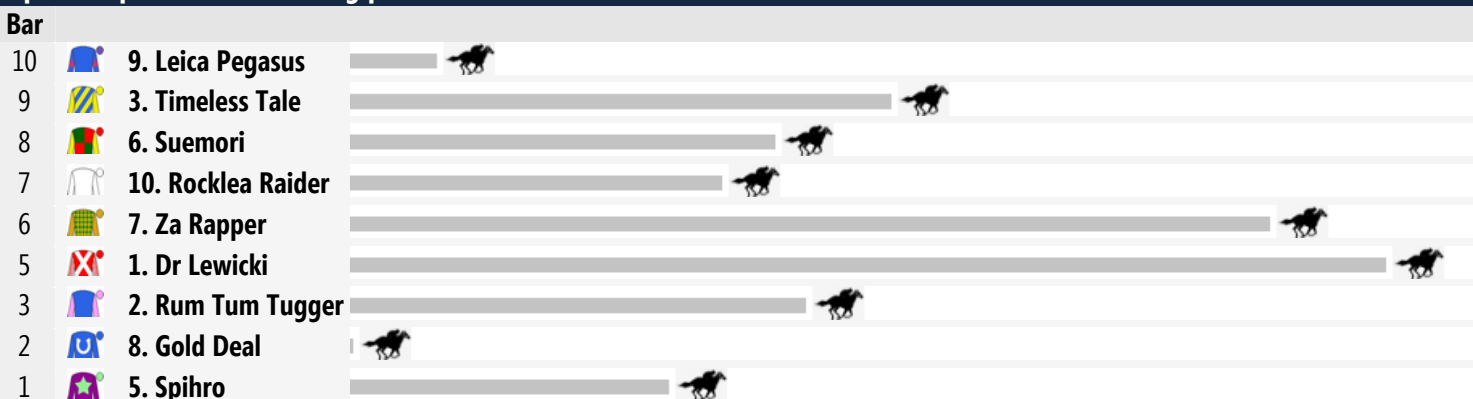 Bar
10 9. Leica Pegasus
9 3. Timeless Tale
8 6. Suemori
7 10. Rocklea Raider
6 7. Za Rapper
5 1. Dr Lewicki
3 2. Rum Tum Tugger
2 8. Gold Deal
1 5. Spihro